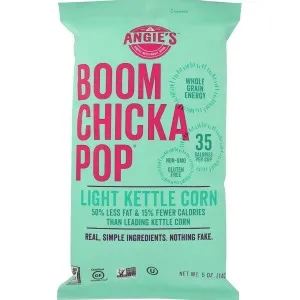 ANGIE'S
BOOM
CHICKA
POP
WHOLE
GRAIN
ENERGY
35
CALORIES
PER CUP
NON-GMO
GLUTEN
FREE
LIGHT KETTLE CORN
50% LESS FAT & 15% FEWER CALORIES
THAN LEADING KETTLE CORN
REAL, SIMPLE INGREDIENTS. NOTHING FAKE.
GF
NET WT. 5 OZ.